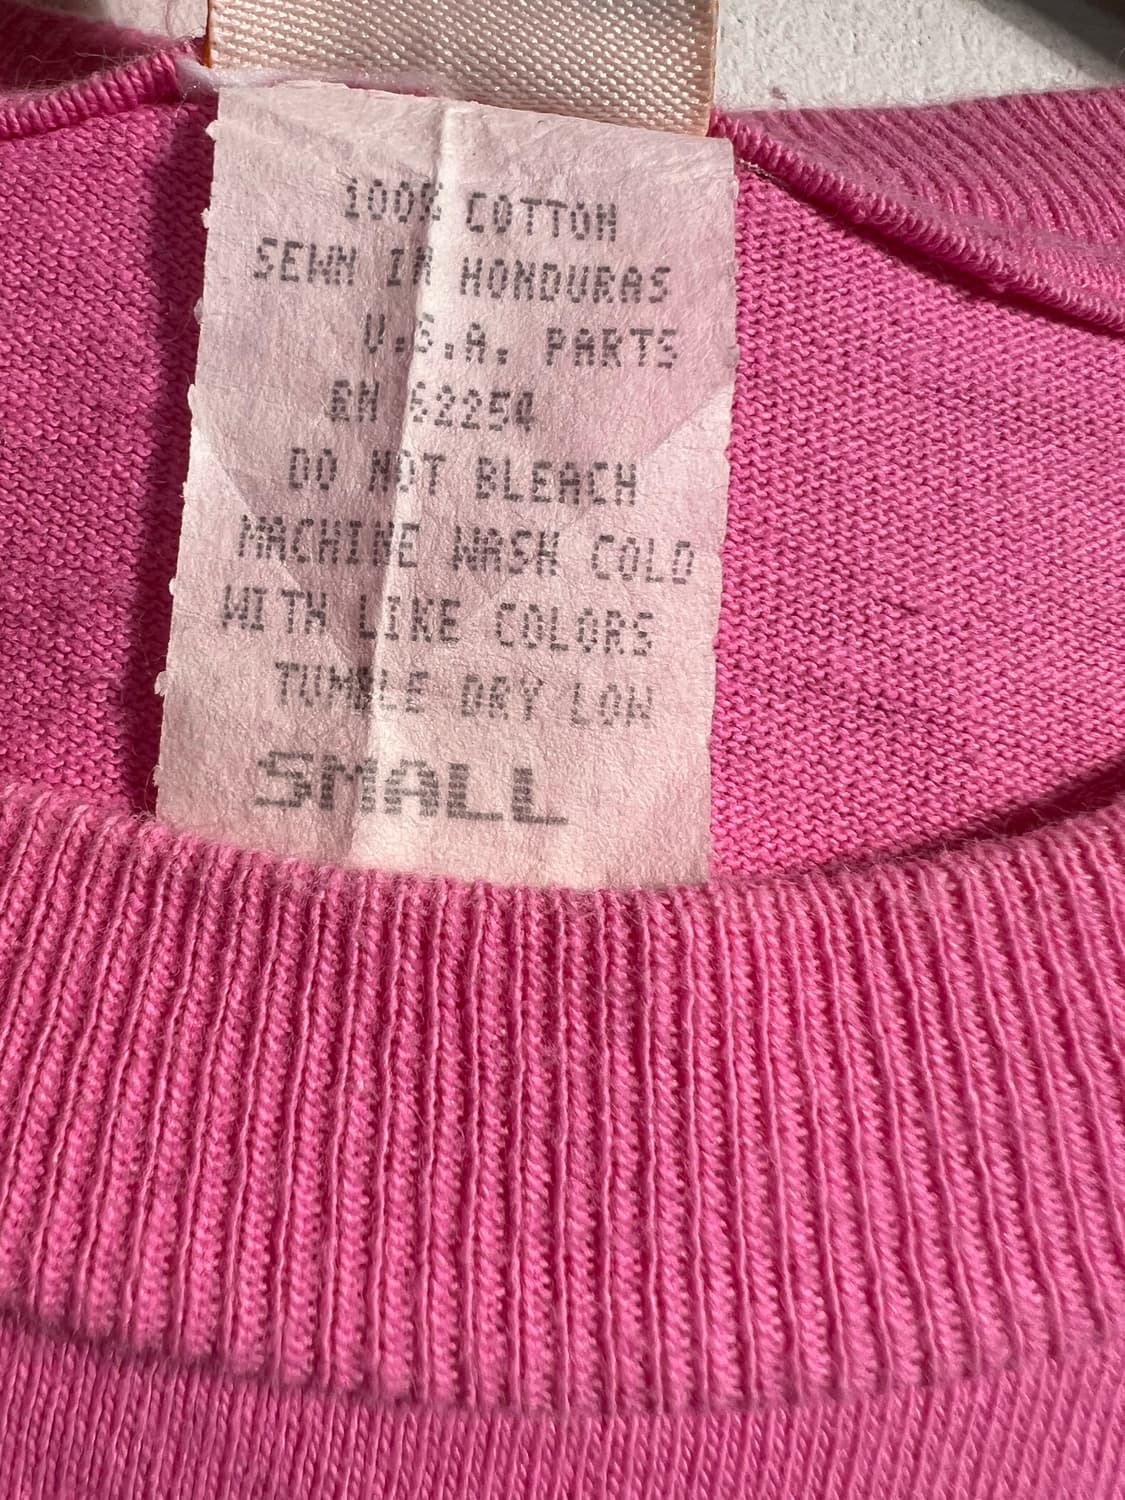 100% COTTON
SEWN IN HONDURAS
U.S.A. PARTS
RN 62254
DO NOT BLEACH
MACHINE WASH COLD
WITH LIKE COLORS
TUMBLE DRY LOW
SMALL